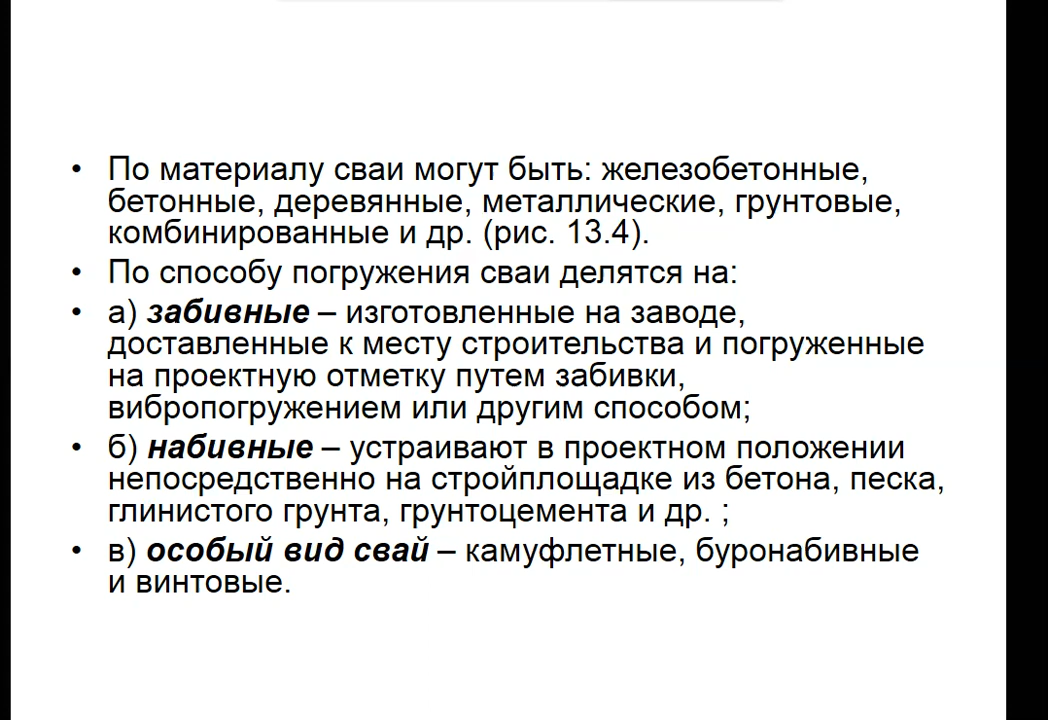 • По материалу сваи могут быть: железобетонные,
бетонные, деревянные, металлические, грунтовые,
комбинированные и др. (рис. 13.4).
• По способу погружения сваи делятся на:
• а) забивные – изготовленные на заводе,
доставленные к месту строительства и погруженные
на проектную отметку путем забивки,
вибропогружением или другим способом;
• б) набивные – устраивают в проектном положении
непосредственно на стройплощадке из бетона, песка,
глинистого грунта, грунтоцемента и др. ;
• в) особый вид свай – камуфлетные, буронабивные
и винтовые.